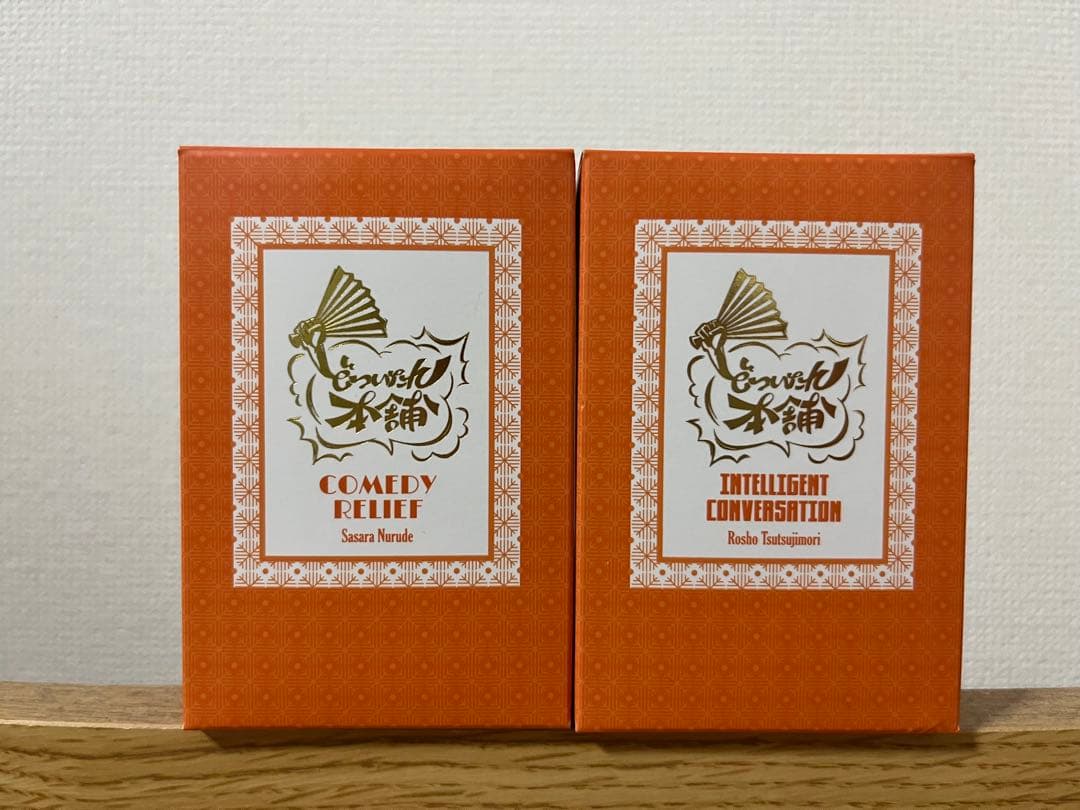 どついたれ
本舗
COMEDY
RELIEF
Sasara Nurude
どついたれ
本舗
INTELLIGENT
CONVERSATION
Rosho Tsutsujimori